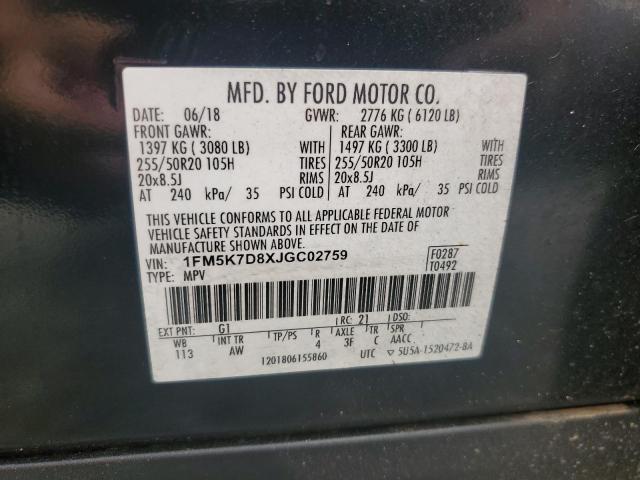 MFD. BY FORD MOTOR CO.
DATE: 06/18 GVWR: 2776 KG ( 6120 LB)
FRONT GAWR: REAR GAWR:
1397 KG ( 3080 LB) WITH 1497 KG ( 3300 LB) WITH
255/50R20 105H TIRES 255/50R20 105H TIRES
20x8.5J RIMS 20x8.5J RIMS
AT 240 kPa/ 35 PSI COLD AT 240 kPa/ 35 PSI COLD
THIS VEHICLE CONFORMS TO ALL APPLICABLE FEDERAL MOTOR
VEHICLE SAFETY STANDARDS IN EFFECT ON THE DATE OF
MANUFACTURE SHOWN ABOVE.
VIN: 1FM5K7D8XJGC02759 F0287
TYPE: MPV T0492
EXT PNT: G1 RC: 21 DSO:
WB INT TR TP/PS R AXLE TR SPR
113 AW 4 3F C AACC
1201806155860 UTC ▽ 5U5A-1520472-BA